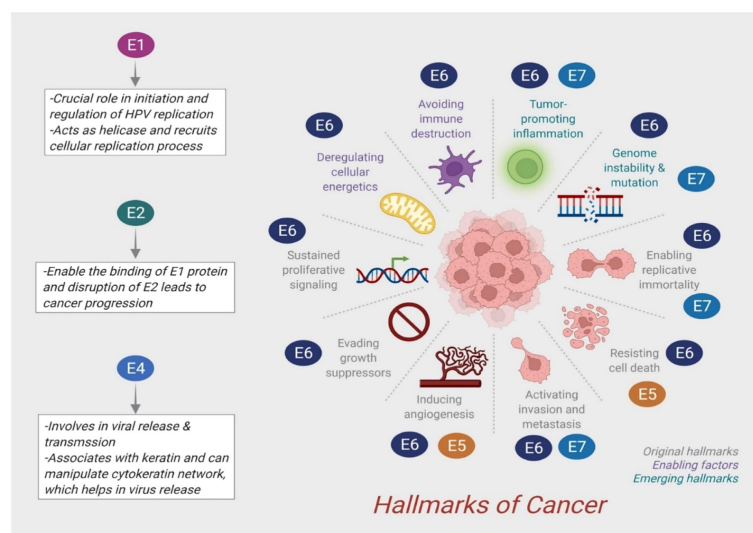 E1
-Crucial role in initiation and
regulation of HPV replication
-Acts as helicase and recruits
cellular replication process
E2
-Enable the binding of E1 protein
and disruption of E2 leads to
cancer progression
E4
-Involves in viral release &
transmssion
-Associates with keratin and can
manipulate cytokeratin network,
which helps in virus release
E6
Avoiding
immune
destruction
E6 E7
Tumor-
promoting
inflammation
E6
Genome
instability &
mutation
E7
E6
Enabling
replicative
immortality
E7
Resisting
cell death
E6
E5
Activating
invasion and
metastasis
E6 E7
Inducing
angiogenesis
E6 E5
Evading
growth
suppressors
E6
E6
Sustained
proliferative
signaling
E6
Deregulating
cellular
energetics
Original hallmarks
Enabling factors
Emerging hallmarks
Hallmarks of Cancer